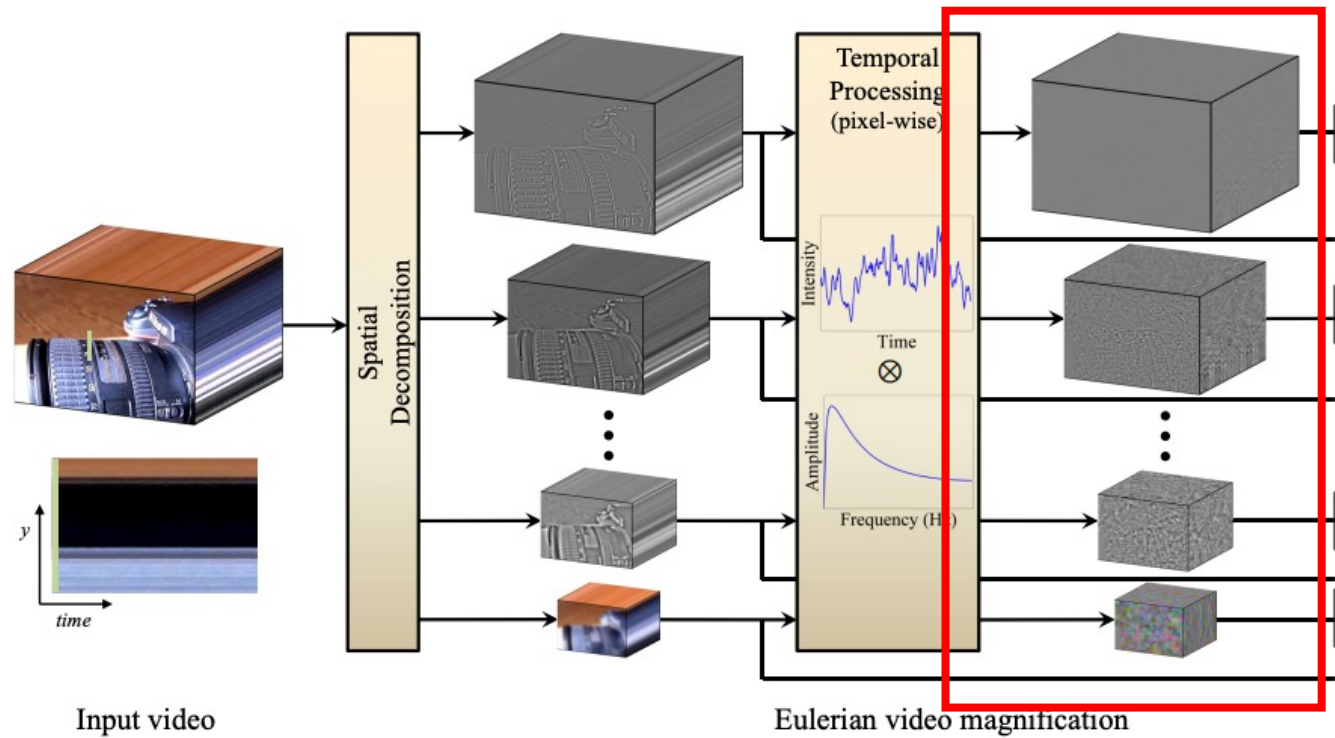 Temporal
Processing
(pixel-wise)
Spatial
Decomposition
Intensity
Time
Amplitude
Frequency (Hz)
y
time
Input video
Eulerian video magnification